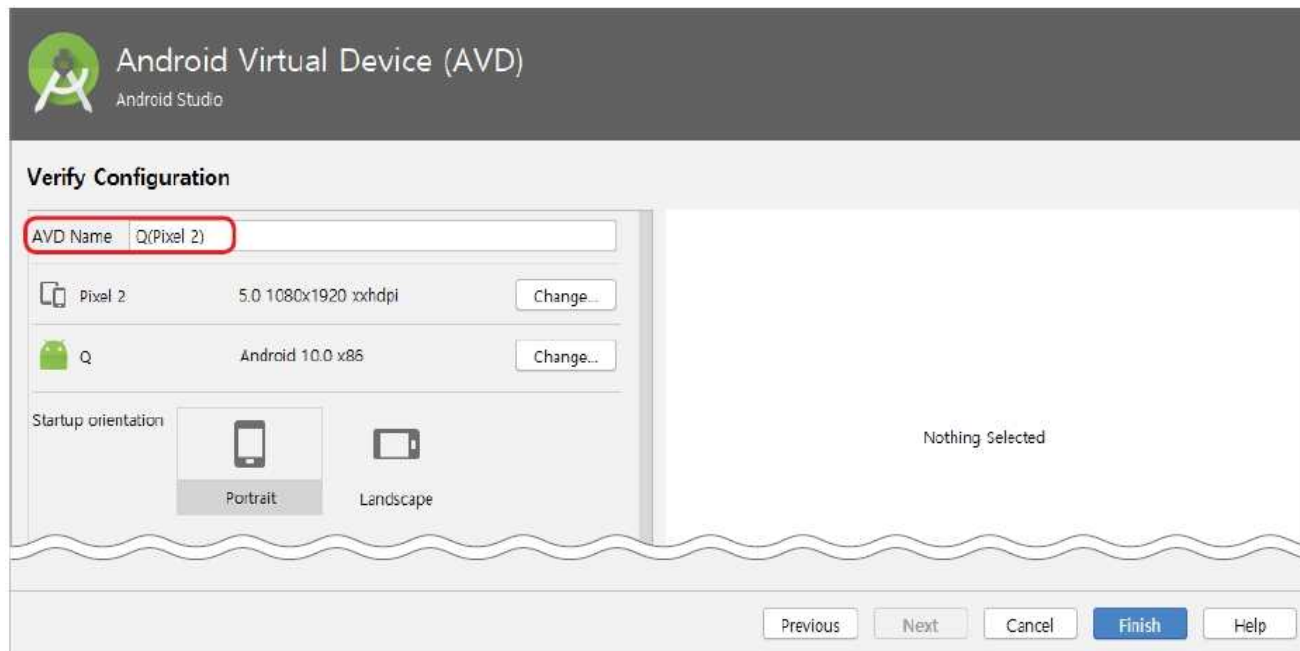 Android Virtual Device (AVD)
Android Studio
Verify Configuration
AVD Name Q(Pixel 2)
Pixel 2 5.0 1080x1920 xxhdpi Change...
Q Android 10.0 x86 Change...
Startup orientation
Portrait Landscape
Nothing Selected
Previous Next Cancel Finish Help